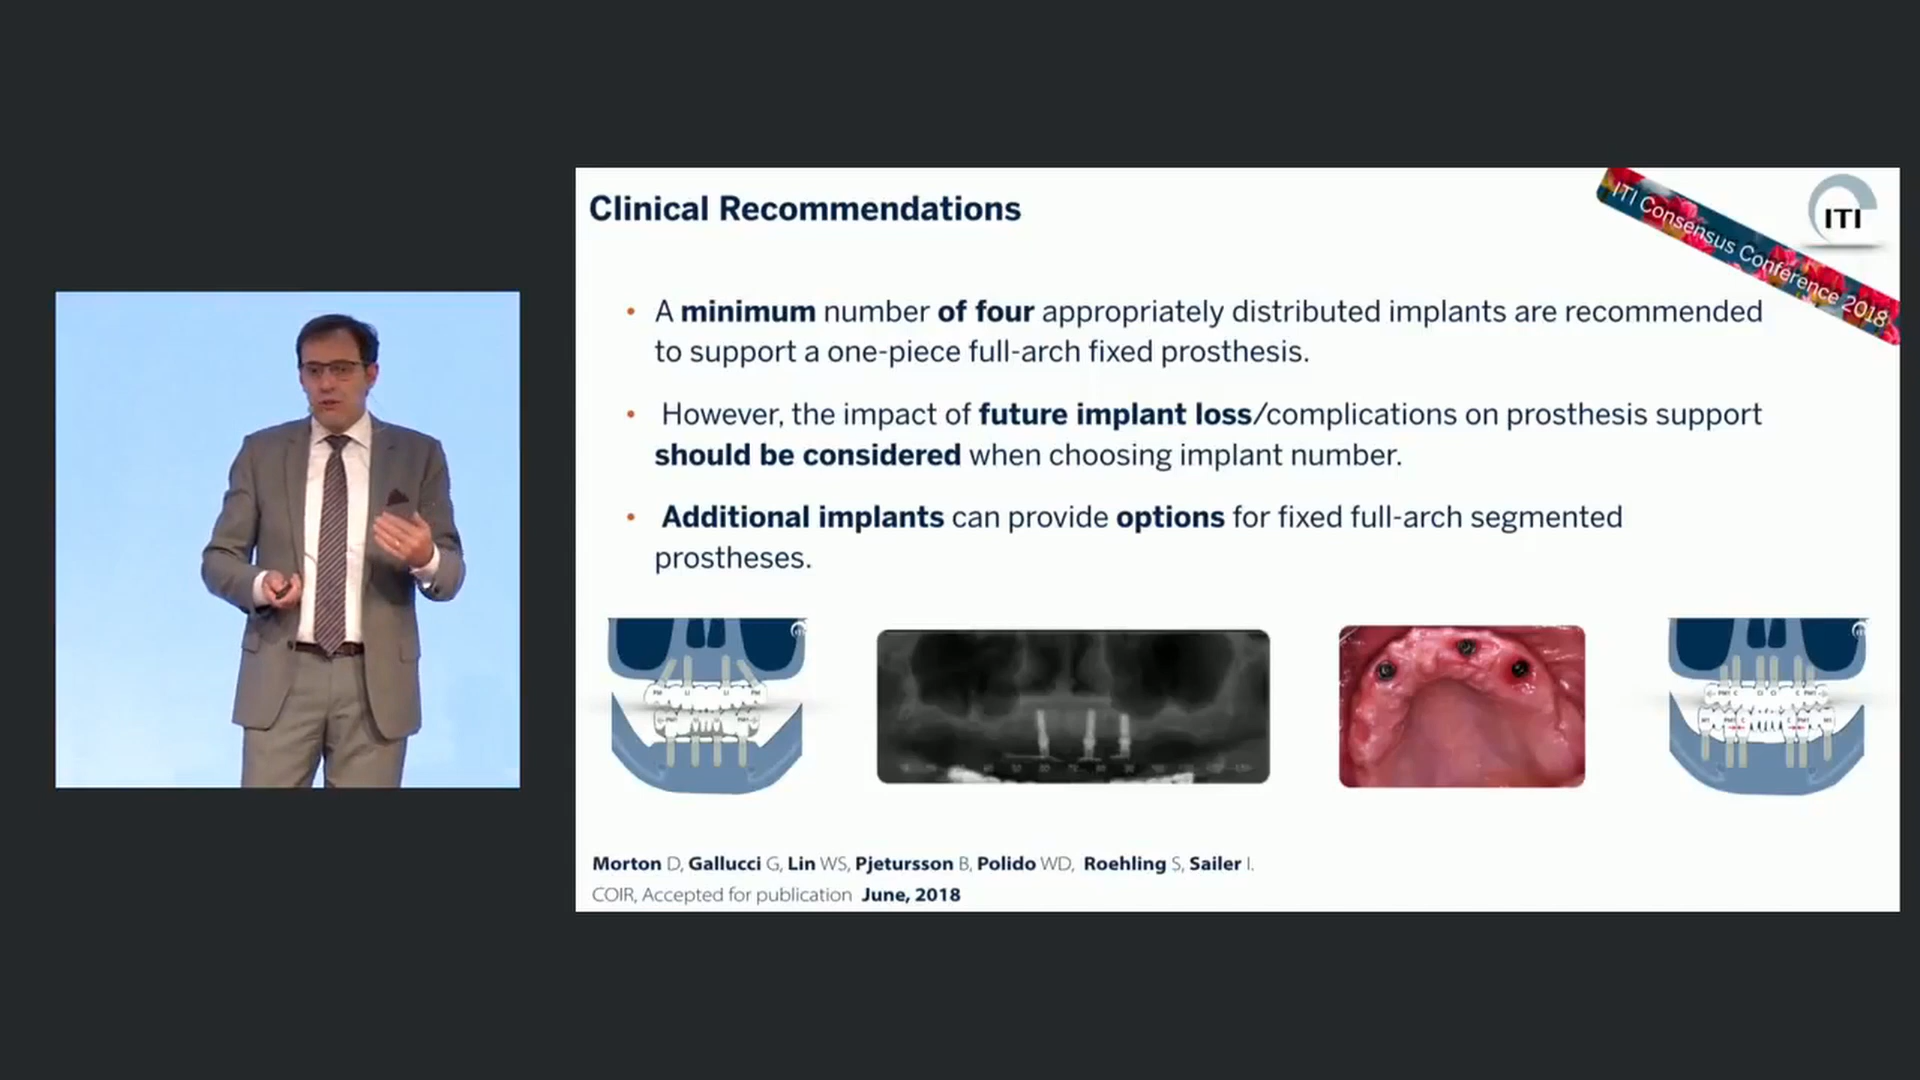 Clinical Recommendations
ITI Consensus Conference 2018
ITI
• A minimum number of four appropriately distributed implants are recommended
to support a one-piece full-arch fixed prosthesis.
• However, the impact of future implant loss/complications on prosthesis support
should be considered when choosing implant number.
• Additional implants can provide options for fixed full-arch segmented
prostheses.
Morton D, Gallucci G, Lin WS, Pjetursson B, Polido WD, Roehling S, Sailer I.
COIR, Accepted for publication June, 2018